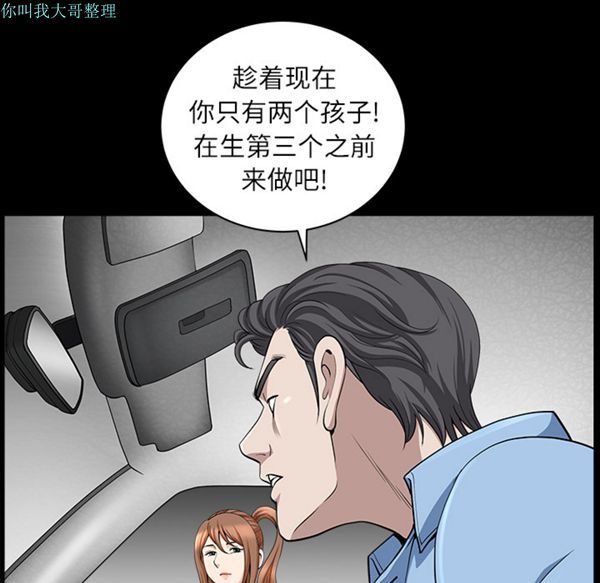 你叫我大哥整理
趁着现在
你只有两个孩子!
在生第三个之前
来做吧!